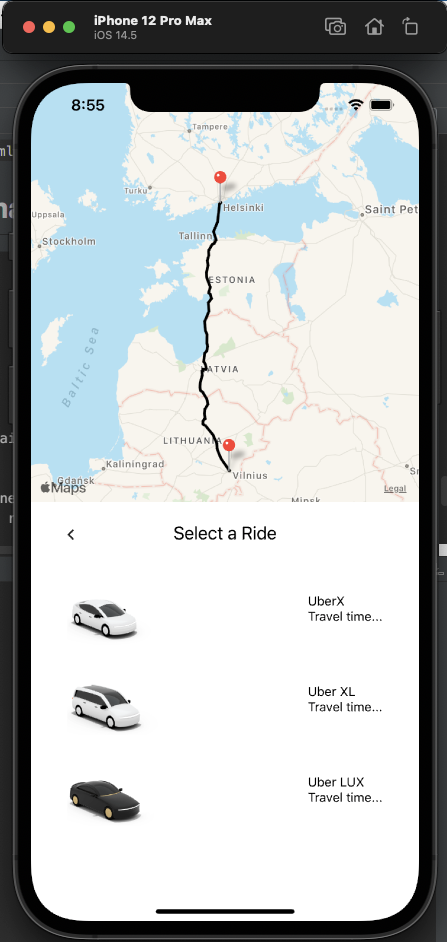 iPhone 12 Pro Max
iOS 14.5
8:55
Tampere
Turku
Helsinki
Uppsala
Saint Pet
Stockholm
Tallinn
ESTONIA
Baltic Sea
ATVIA
LITHUANIA
Kaliningrad
Vilnius
Gdansk
Maps
Legal
Minsk
Select a Ride
UberX
Travel time...
Uber XL
Travel time...
Uber LUX
Travel time...